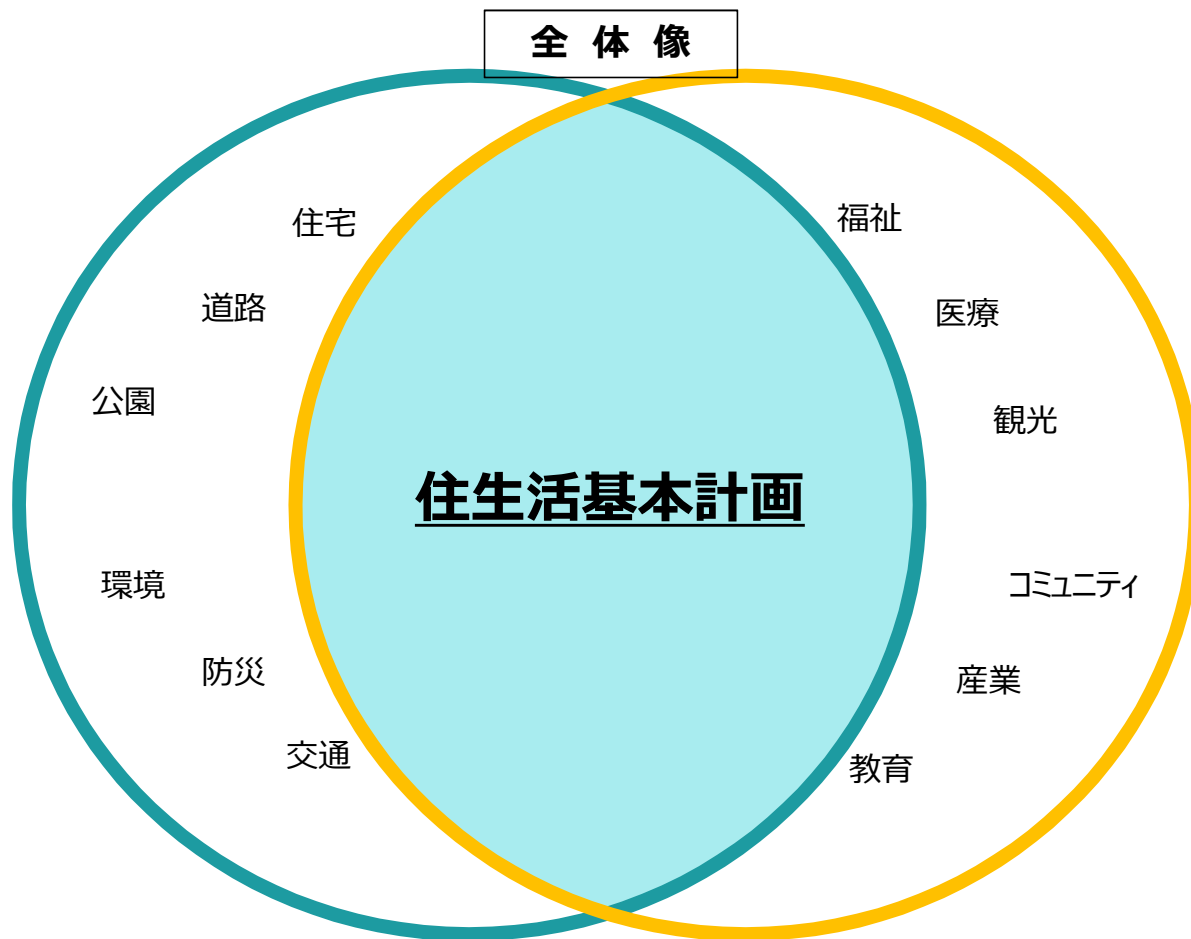 全 体 像
住宅
道路
公園
環境
防災
交通
住生活基本計画
福祉
医療
観光
コミュニティ
産業
教育